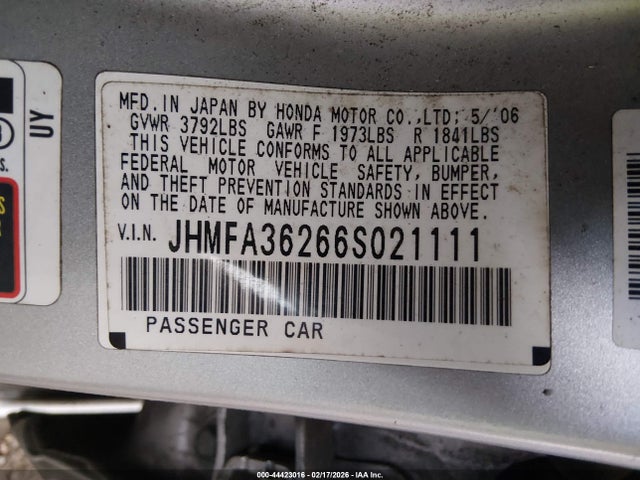 MFD. IN JAPAN BY HONDA MOTOR CO.,LTD; 5/'06
GVWR 3792LBS GAWR F 1973LBS R 1841LBS
THIS VEHICLE CONFORMS TO ALL APPLICABLE
FEDERAL MOTOR VEHICLE SAFETY, BUMPER,
AND THEFT PREVENTION STANDARDS IN EFFECT
ON THE DATE OF MANUFACTURE SHOWN ABOVE.
V.I.N. JHMFA36266S021111
PASSENGER CAR
UY
000-44423016 - 02/17/2026 - IAA Inc.